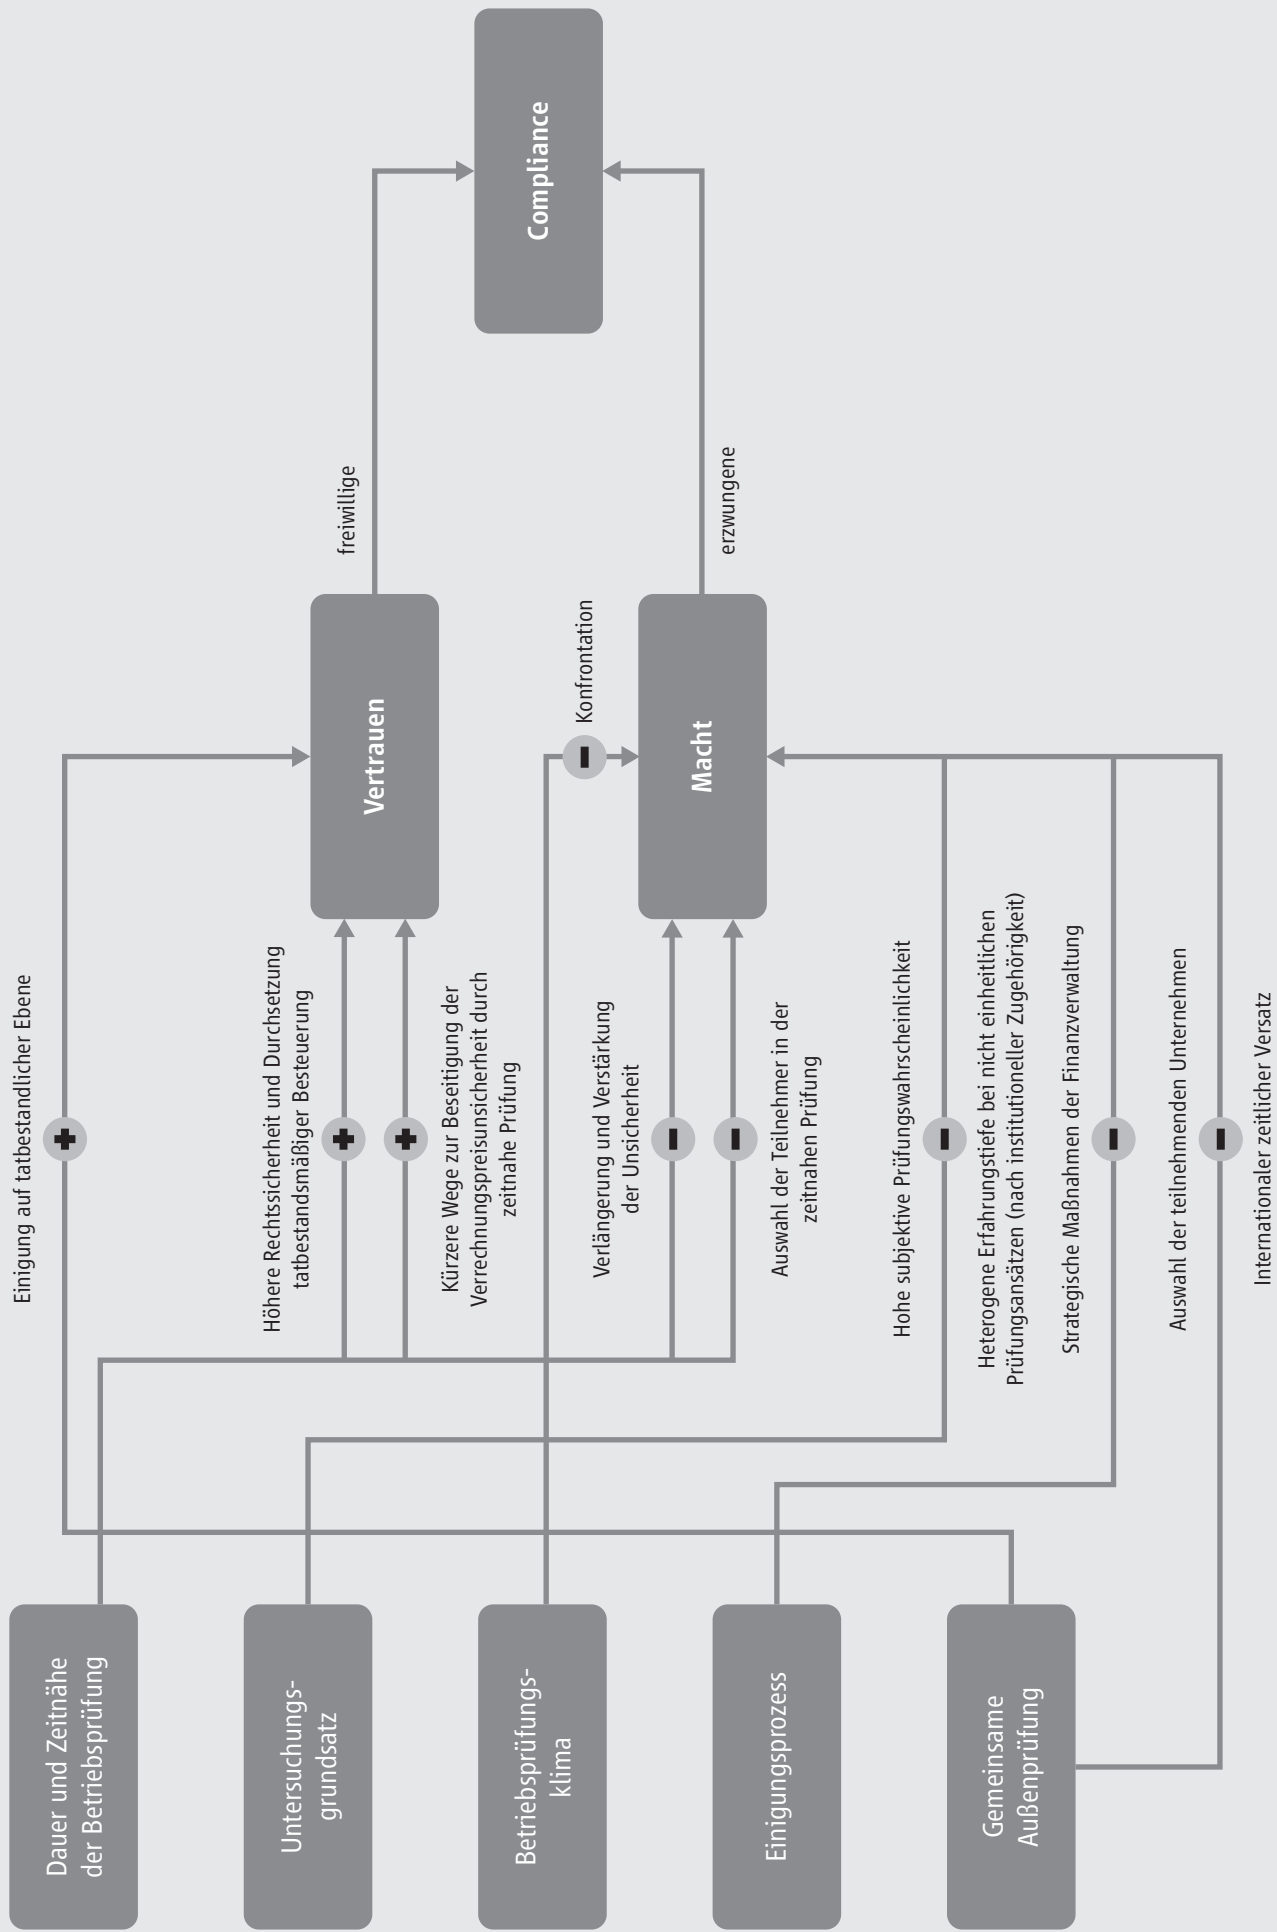 Dauer und Zeitnähe
der Betriebsprüfung
Untersuchungs-
grundsatz
Betriebsprüfungs-
klima
Einigungsprozess
Gemeinsame
Außenprüfung
Einigung auf tatbestandlicher Ebene
Höhere Rechtssicherheit und Durchsetzung
tatbestandsmäßiger Besteuerung
Kürzere Wege zur Beseitigung der
Verrechnungspreisunsicherheit durch
zeitnahe Prüfung
Verlängerung und Verstärkung
der Unsicherheit
Auswahl der Teilnehmer in der
zeitnahen Prüfung
Hohe subjektive Prüfungswahrscheinlichkeit
Heterogene Erfahrungstiefe bei nicht einheitlichen
Prüfungsansätzen (nach institutioneller Zugehörigkeit)
Strategische Maßnahmen der Finanzverwaltung
Auswahl der teilnehmenden Unternehmen
Internationaler zeitlicher Versatz
Vertrauen
Konfrontation
Macht
freiwillige
erzwungene
Compliance